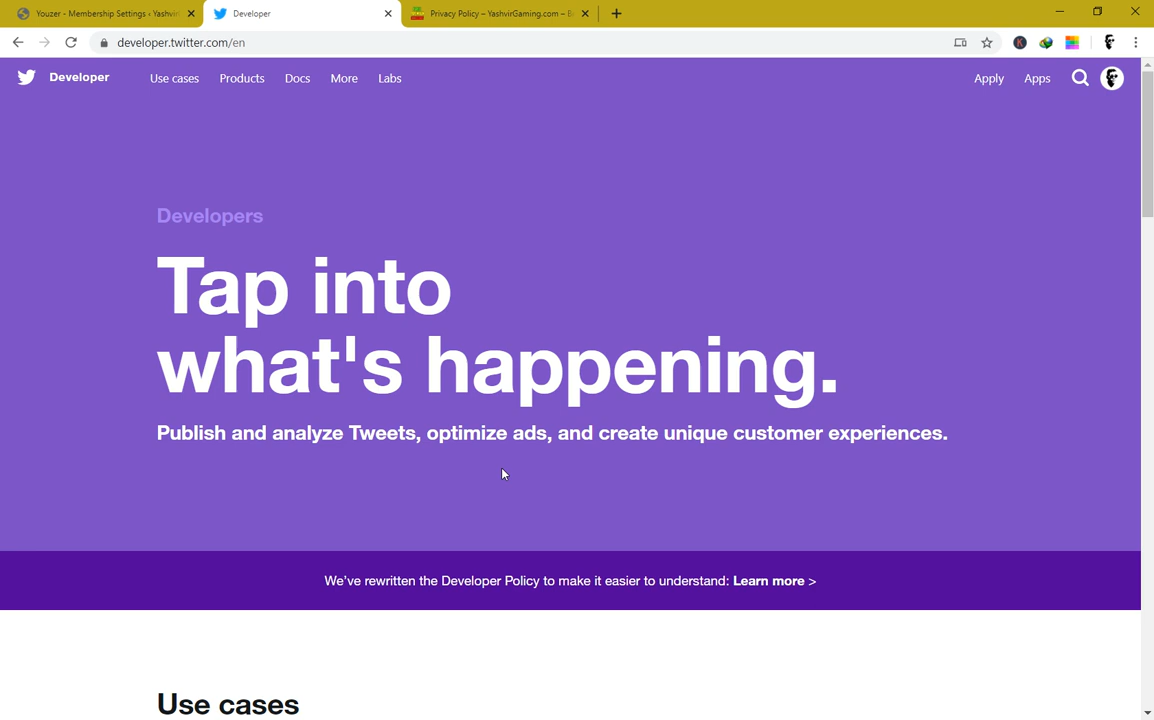 Youzer - Membership Settings ‹ Yashvir
Developer
Privacy Policy – YashvirGaming.com –
developer.twitter.com/en
Developer
Use cases
Products
Docs
More
Labs
Apply
Apps
Developers
Tap into
what's happening.
Publish and analyze Tweets, optimize ads, and create unique customer experiences.
We've rewritten the Developer Policy to make it easier to understand: Learn more >
Use cases